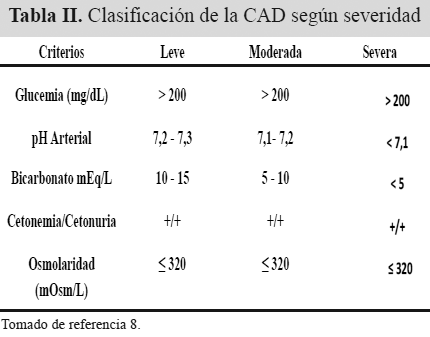 Tabla II. Clasificación de la CAD según severidad
Criterios Leve Moderada Severa
Glucemia (mg/dL) > 200 > 200 > 200
pH Arterial 7,2 - 7,3 7,1- 7,2 < 7,1
Bicarbonato mEq/L 10 - 15 5 - 10 < 5
Cetonemia/Cetonuria +/+ +/+ +/+
Osmolaridad ≤ 320 ≤ 320 ≤ 320
(mOsm/L)
Tomado de referencia 8.